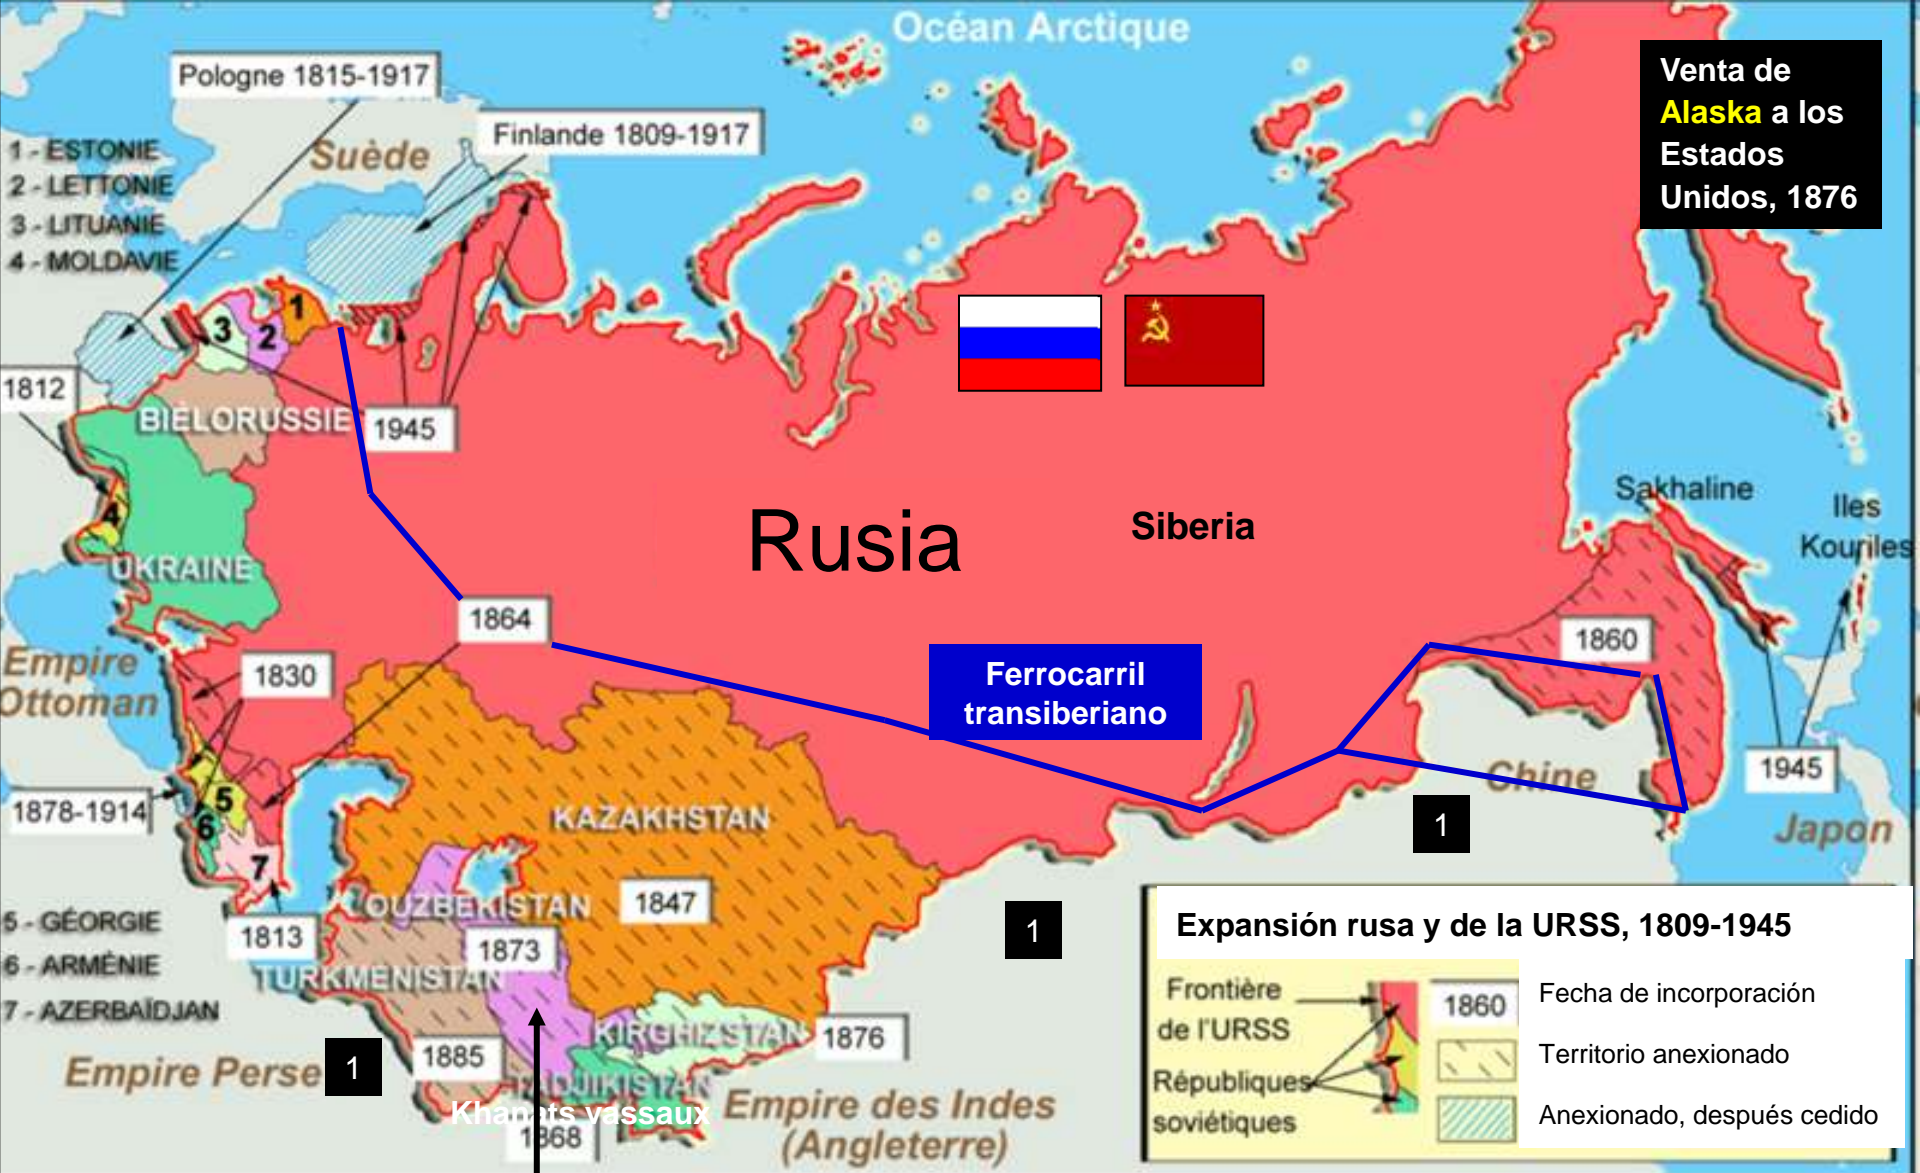 Océan Arctique
Venta de
Alaska a los
Estados
Unidos, 1876
Pologne 1815-1917
Finlande 1809-1917
Suède
1 - ESTONIE
2 - LETTONIE
3 - LITUANIE
4 - MOLDAVIE
1
2
3
1812
BIÉLORUSSIE
1945
4
UKRAINE
Rusia
Siberia
Sakhaline
Iles
Kouriles
1864
1860
Empire
Ottoman
1830
Ferrocarril
transiberiano
1945
Chine
Japon
1878-1914
5
6
7
KAZAKHSTAN
1
1847
OUZBEKISTAN
1
5 - GÉORGIE
6 - ARMÉNIE
7 - AZERBAÏDJAN
1813
1873
TURKMENISTAN
KIRGHIZSTAN
1876
1885
Empire Perse
1
TADJIKISTAN
Khanats vassaux
1868
Empire des Indes
(Angleterre)
Expansión rusa y de la URSS, 1809-1945
Frontière
de l'URSS
1860
Fecha de incorporación
Républiques
soviétiques
Territorio anexionado
Anexionado, después cedido